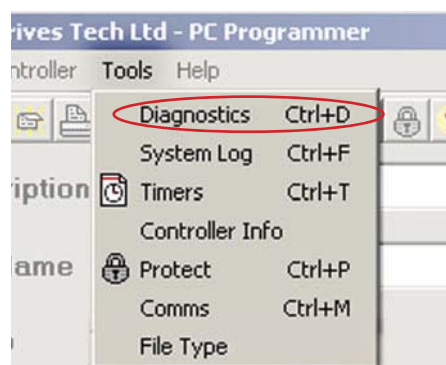 rives Tech Ltd - PC Programmer
ntroller Tools Help
Diagnostics Ctrl+D
System Log Ctrl+F
iption
Timers Ctrl+T
Controller Info
ame
Protect Ctrl+P
Comms Ctrl+M
File Type